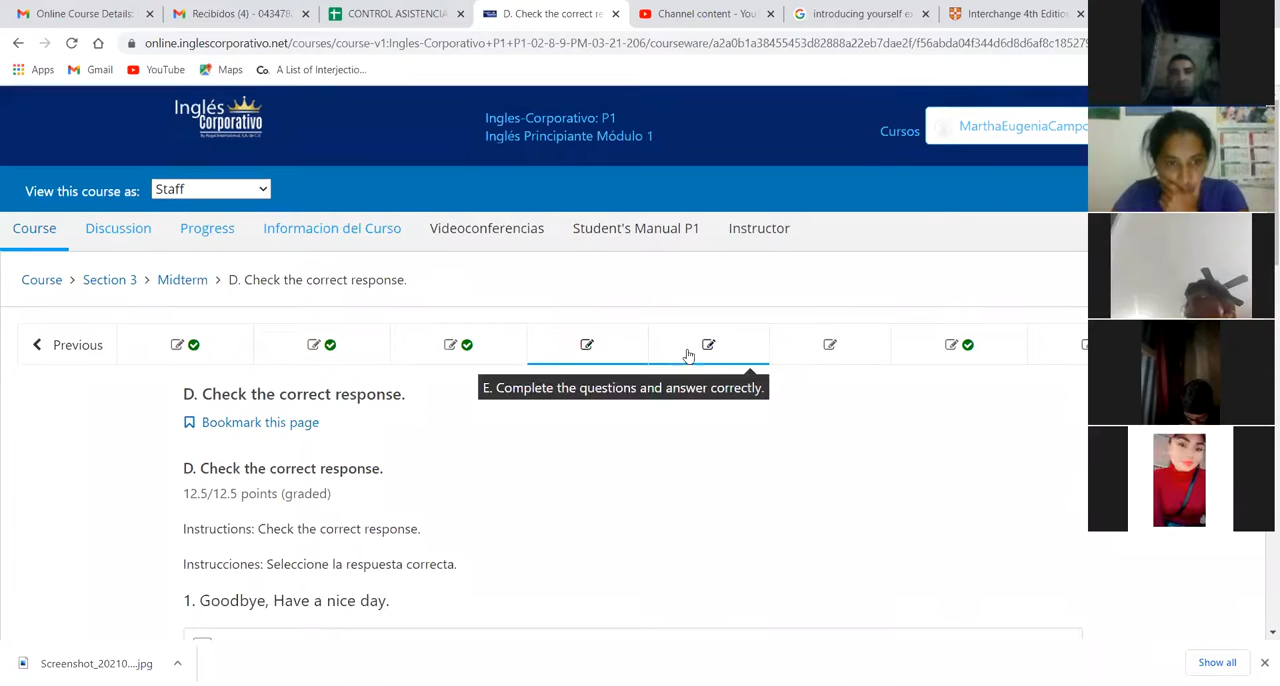 Online Course Details:
Recibidos (4) - 043478
CONTROL ASISTENCIA
D. Check the correct re
Channel content - You
introducing yourself e
Interchange 4th Edition
online.inglescorporativo.net/courses/course-v1:Ingles-Corporativo+P1+P1-02-8-9-PM-03-21-206/courseware/a2a0b1a38455453d82888a22eb7dae2f/f56abda04f344d6d8d6af8c185279
Apps
Gmail
YouTube
Maps
Co. A List of Interjectio...
Inglés
Corporativo
Ingles-Corporativo: P1
Inglés Principiante Módulo 1
Cursos
MarthaEugeniaCampo
View this course as:
Staff
Course
Discussion
Progress
Informacion del Curso
Videoconferencias
Student's Manual P1
Instructor
Course > Section 3 > Midterm > D. Check the correct response.
Previous
E. Complete the questions and answer correctly.
D. Check the correct response.
Bookmark this page
D. Check the correct response.
12.5/12.5 points (graded)
Instructions: Check the correct response.
Instrucciones: Seleccione la respuesta correcta.
1. Goodbye, Have a nice day.
Screenshot_20210....jpg
Show all